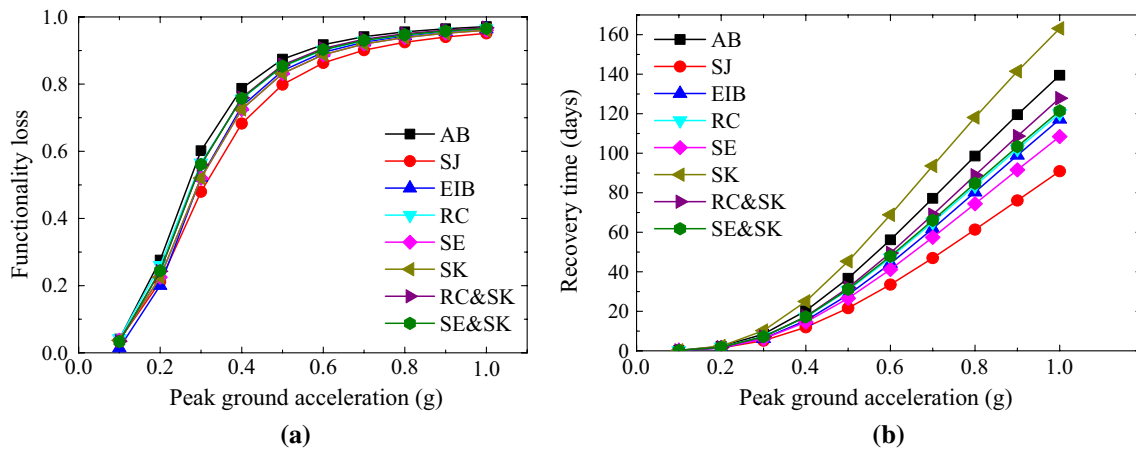 1.0
0.8
0.6
0.4
0.2
0.0
Functionality loss
AB
SJ
EIB
RC
SE
SK
RC&SK
SE&SK
0.0 0.2 0.4 0.6 0.8 1.0
Peak ground acceleration (g)
(a)
160
140
120
100
80
60
40
20
0
Recovery time (days)
AB
SJ
EIB
RC
SE
SK
RC&SK
SE&SK
0.0 0.2 0.4 0.6 0.8 1.0
Peak ground acceleration (g)
(b)